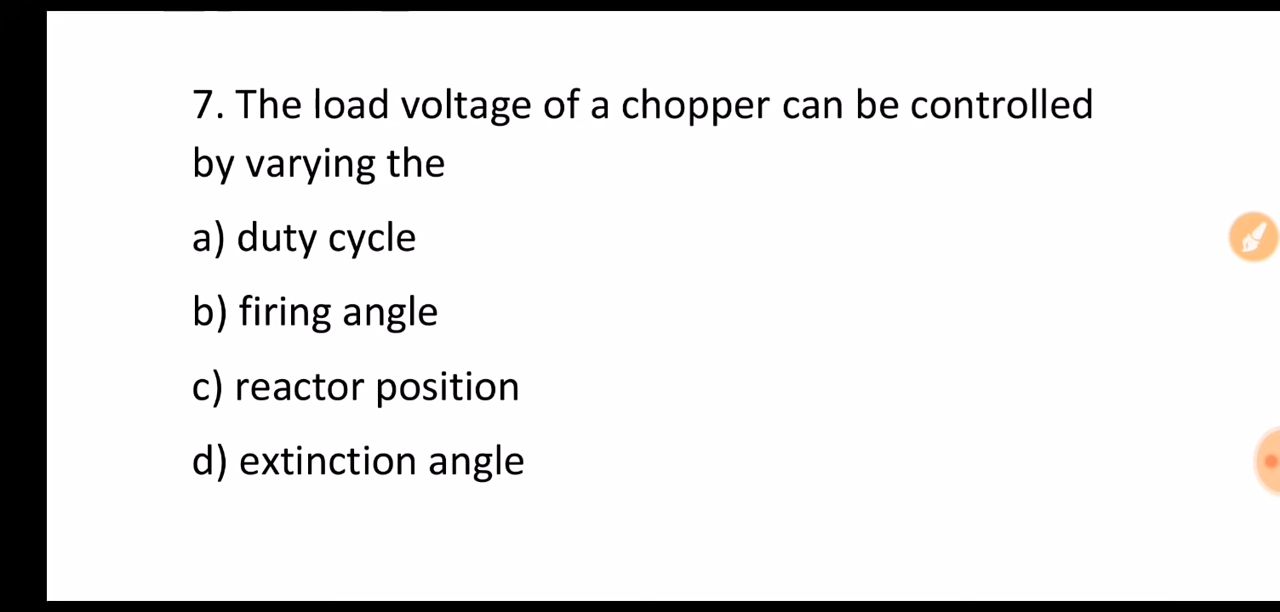 7. The load voltage of a chopper can be controlled
by varying the
a) duty cycle
b) firing angle
c) reactor position
d) extinction angle